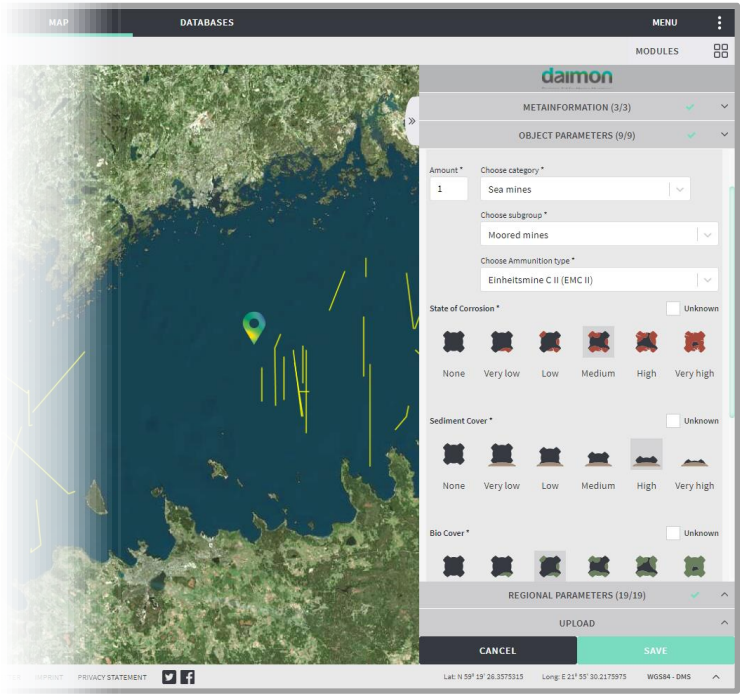 MAP DATABASES MENU
MODULES
daimon
METAINFORMATION (3/3)
OBJECT PARAMETERS (9/9)
Amount * Choose category *
1 Sea mines
Choose subgroup *
Moored mines
Choose Ammunition type *
Einheitsmine C II (EMC II)
State of Corrosion * Unknown
None Very low Low Medium High Very high
Sediment Cover * Unknown
None Very low Low Medium High Very high
Bio Cover * Unknown
REGIONAL PARAMETERS (19/19)
UPLOAD
CANCEL SAVE
IMPRINT PRIVACY STATEMENT Lat: N 59° 19' 26.3575315 Long: E 21° 55' 30.2175975 WGS84 - DMS